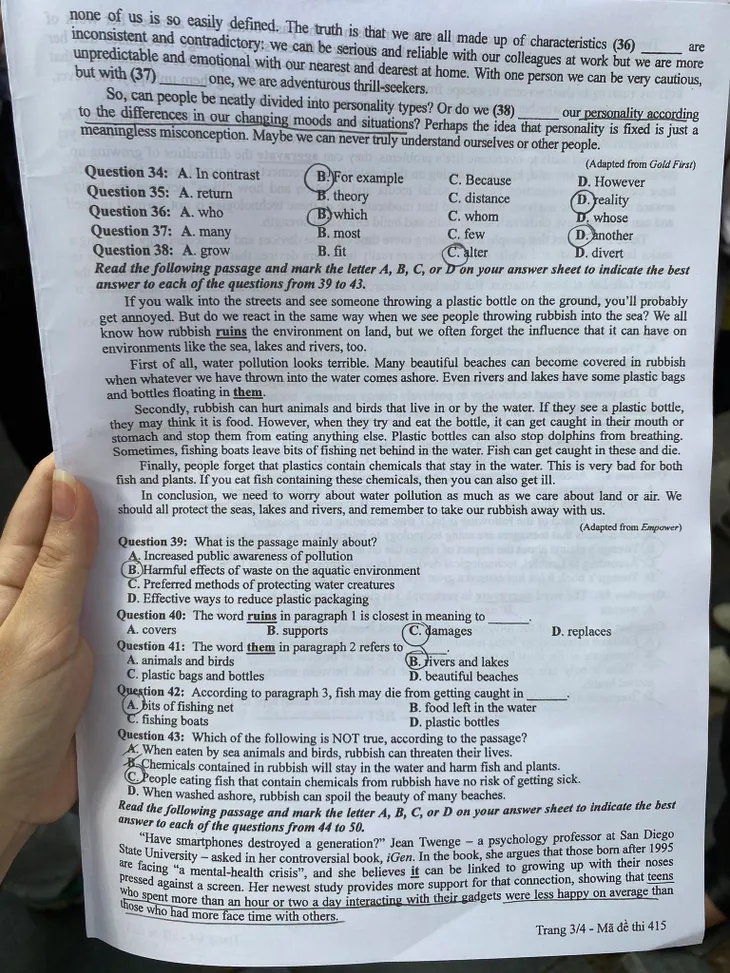 none of us is so easily defined. The truth is that we are all made up of characteristics (36) ______ are
inconsistent and contradictory: we can be serious and reliable with our colleagues at work but we are more
unpredictable and emotional with our nearest and dearest at home. With one person we can be very cautious,
but with (37) ______ one, we are adventurous thrill-seekers.
So, can people be neatly divided into personality types? Or do we (38) ______ our personality according
to the differences in our changing moods and situations? Perhaps the idea that personality is fixed is just a
meaningless misconception. Maybe we can never truly understand ourselves or other people.
(Adapted from Gold First)
Question 34: A. In contrast B. For example C. Because D. However
Question 35: A. return B. theory C. distance D. reality
Question 36: A. who B. which C. whom D. whose
Question 37: A. many B. most C. few D. another
Question 38: A. grow B. fit C. alter D. divert
Read the following passage and mark the letter A, B, C, or D on your answer sheet to indicate the best
answer to each of the questions from 39 to 43.
If you walk into the streets and see someone throwing a plastic bottle on the ground, you'll probably
get annoyed. But do we react in the same way when we see people throwing rubbish into the sea? We all
know how rubbish ruins the environment on land, but we often forget the influence that it can have on
environments like the sea, lakes and rivers, too.
First of all, water pollution looks terrible. Many beautiful beaches can become covered in rubbish
when whatever we have thrown into the water comes ashore. Even rivers and lakes have some plastic bags
and bottles floating in them.
Secondly, rubbish can hurt animals and birds that live in or by the water. If they see a plastic bottle,
they may think it is food. However, when they try and eat the bottle, it can get caught in their mouth or
stomach and stop them from eating anything else. Plastic bottles can also stop dolphins from breathing.
Sometimes, fishing boats leave bits of fishing net behind in the water. Fish can get caught in these and die.
Finally, people forget that plastics contain chemicals that stay in the water. This is very bad for both
fish and plants. If you eat fish containing these chemicals, then you can also get ill.
In conclusion, we need to worry about water pollution as much as we care about land or air. We
should all protect the seas, lakes and rivers, and remember to take our rubbish away with us.
(Adapted from Empower)
Question 39: What is the passage mainly about?
A. Increased public awareness of pollution
B. Harmful effects of waste on the aquatic environment
C. Preferred methods of protecting water creatures
D. Effective ways to reduce plastic packaging
Question 40: The word ruins in paragraph 1 is closest in meaning to ______.
A. covers B. supports C. damages D. replaces
Question 41: The word them in paragraph 2 refers to ______.
A. animals and birds B. rivers and lakes
C. plastic bags and bottles D. beautiful beaches
Question 42: According to paragraph 3, fish may die from getting caught in ______.
A. bits of fishing net B. food left in the water
C. fishing boats D. plastic bottles
Question 43: Which of the following is NOT true, according to the passage?
A. When eaten by sea animals and birds, rubbish can threaten their lives.
B. Chemicals contained in rubbish will stay in the water and harm fish and plants.
C. People eating fish that contain chemicals from rubbish have no risk of getting sick.
D. When washed ashore, rubbish can spoil the beauty of many beaches.
Read the following passage and mark the letter A, B, C, or D on your answer sheet to indicate the best
answer to each of the questions from 44 to 50.
"Have smartphones destroyed a generation?" Jean Twenge – a psychology professor at San Diego
State University – asked in her controversial book, iGen. In the book, she argues that those born after 1995
are facing "a mental-health crisis", and she believes it can be linked to growing up with their noses
pressed against a screen. Her newest study provides more support for that connection, showing that teens
who spent more than an hour or two a day interacting with their gadgets were less happy on average than
those who had more face time with others.
Trang 3/4 - Mã đề thi 415